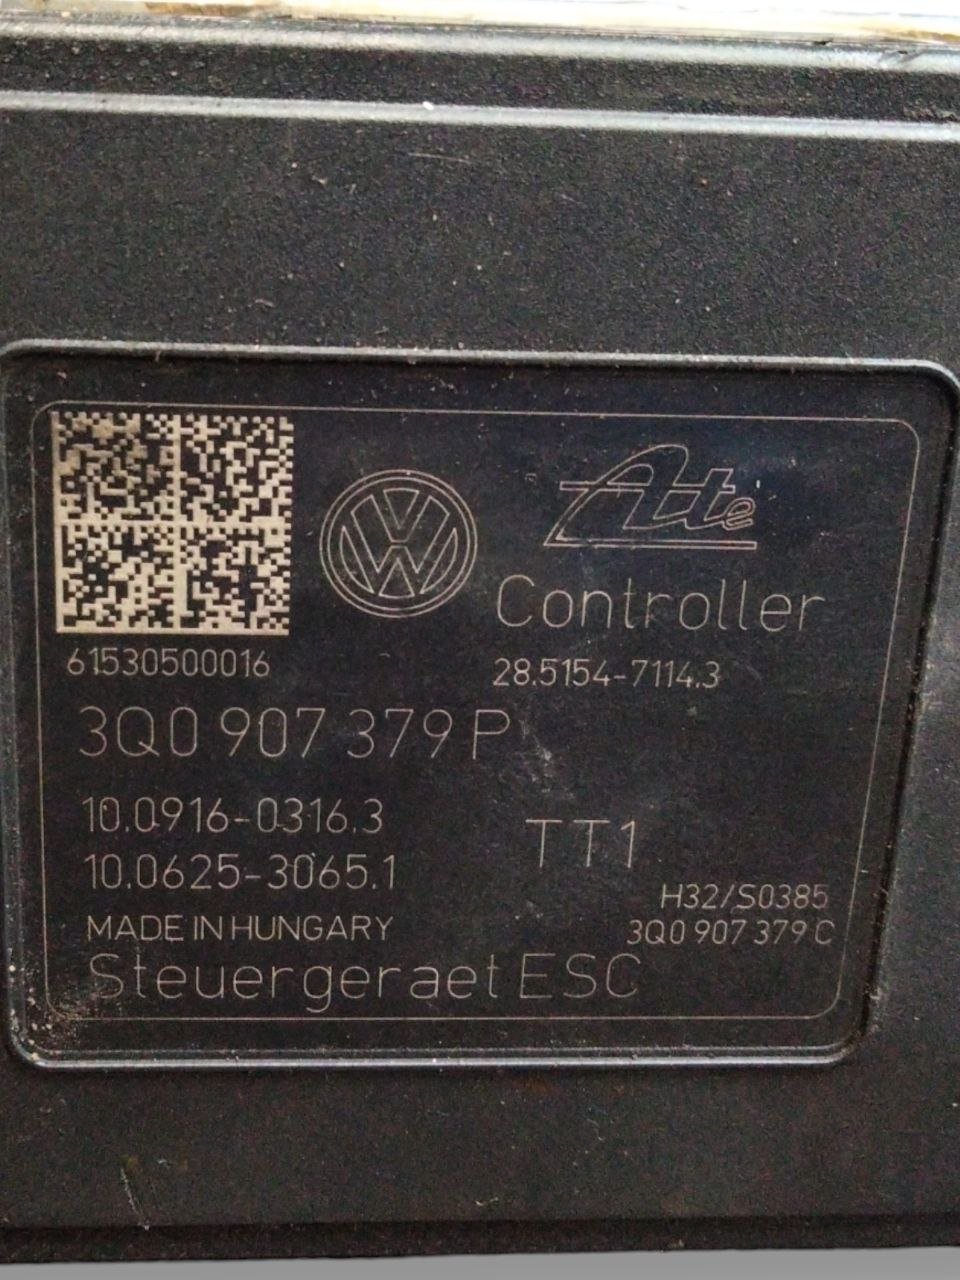 Ate
Controller
61530500016
28.5154-7114.3
3Q0 907 379 P
10.0916-0316.3
TT1
10.0625-3065.1
H32/S0385
MADE IN HUNGARY
3Q0 907 379 C
Steuergeraet ESC